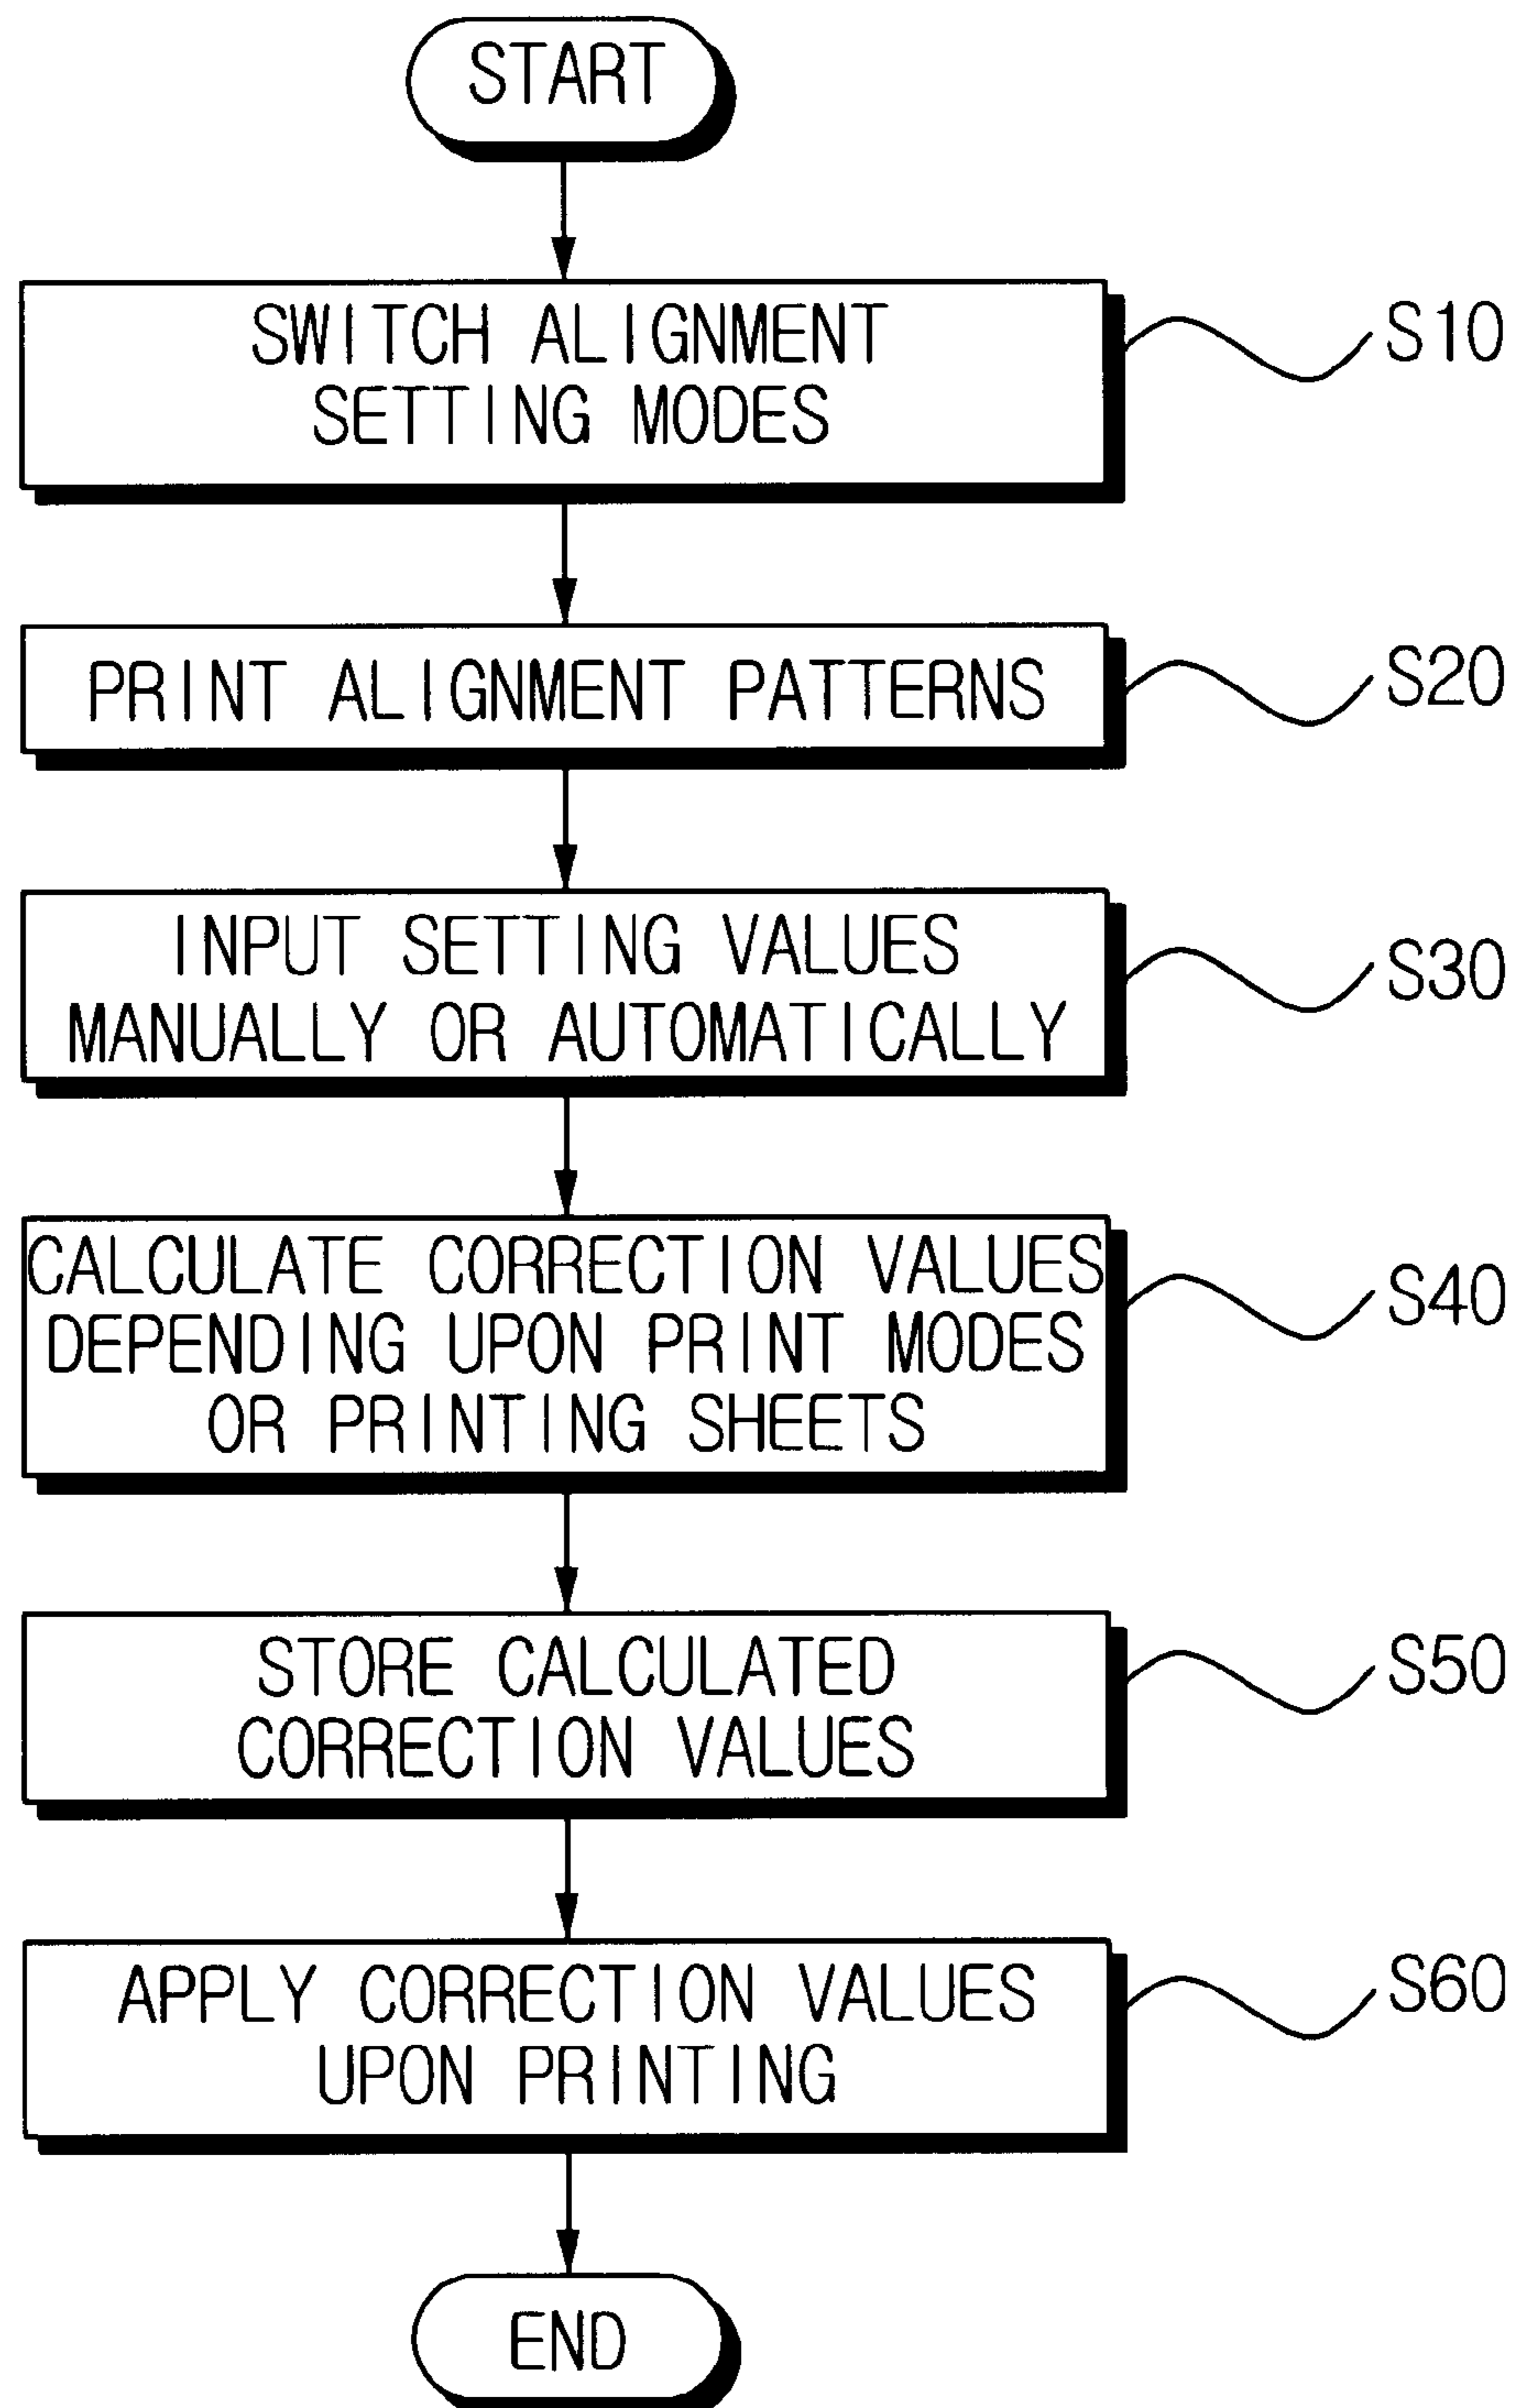 START
SWITCH ALIGNMENT
SETTING MODES
S10
PRINT ALIGNMENT PATTERNS
S20
INPUT SETTING VALUES
MANUALLY OR AUTOMATICALLY
S30
CALCULATE CORRECTION VALUES
DEPENDING UPON PRINT MODES
OR PRINTING SHEETS
S40
STORE CALCULATED
CORRECTION VALUES
S50
APPLY CORRECTION VALUES
UPON PRINTING
S60
END